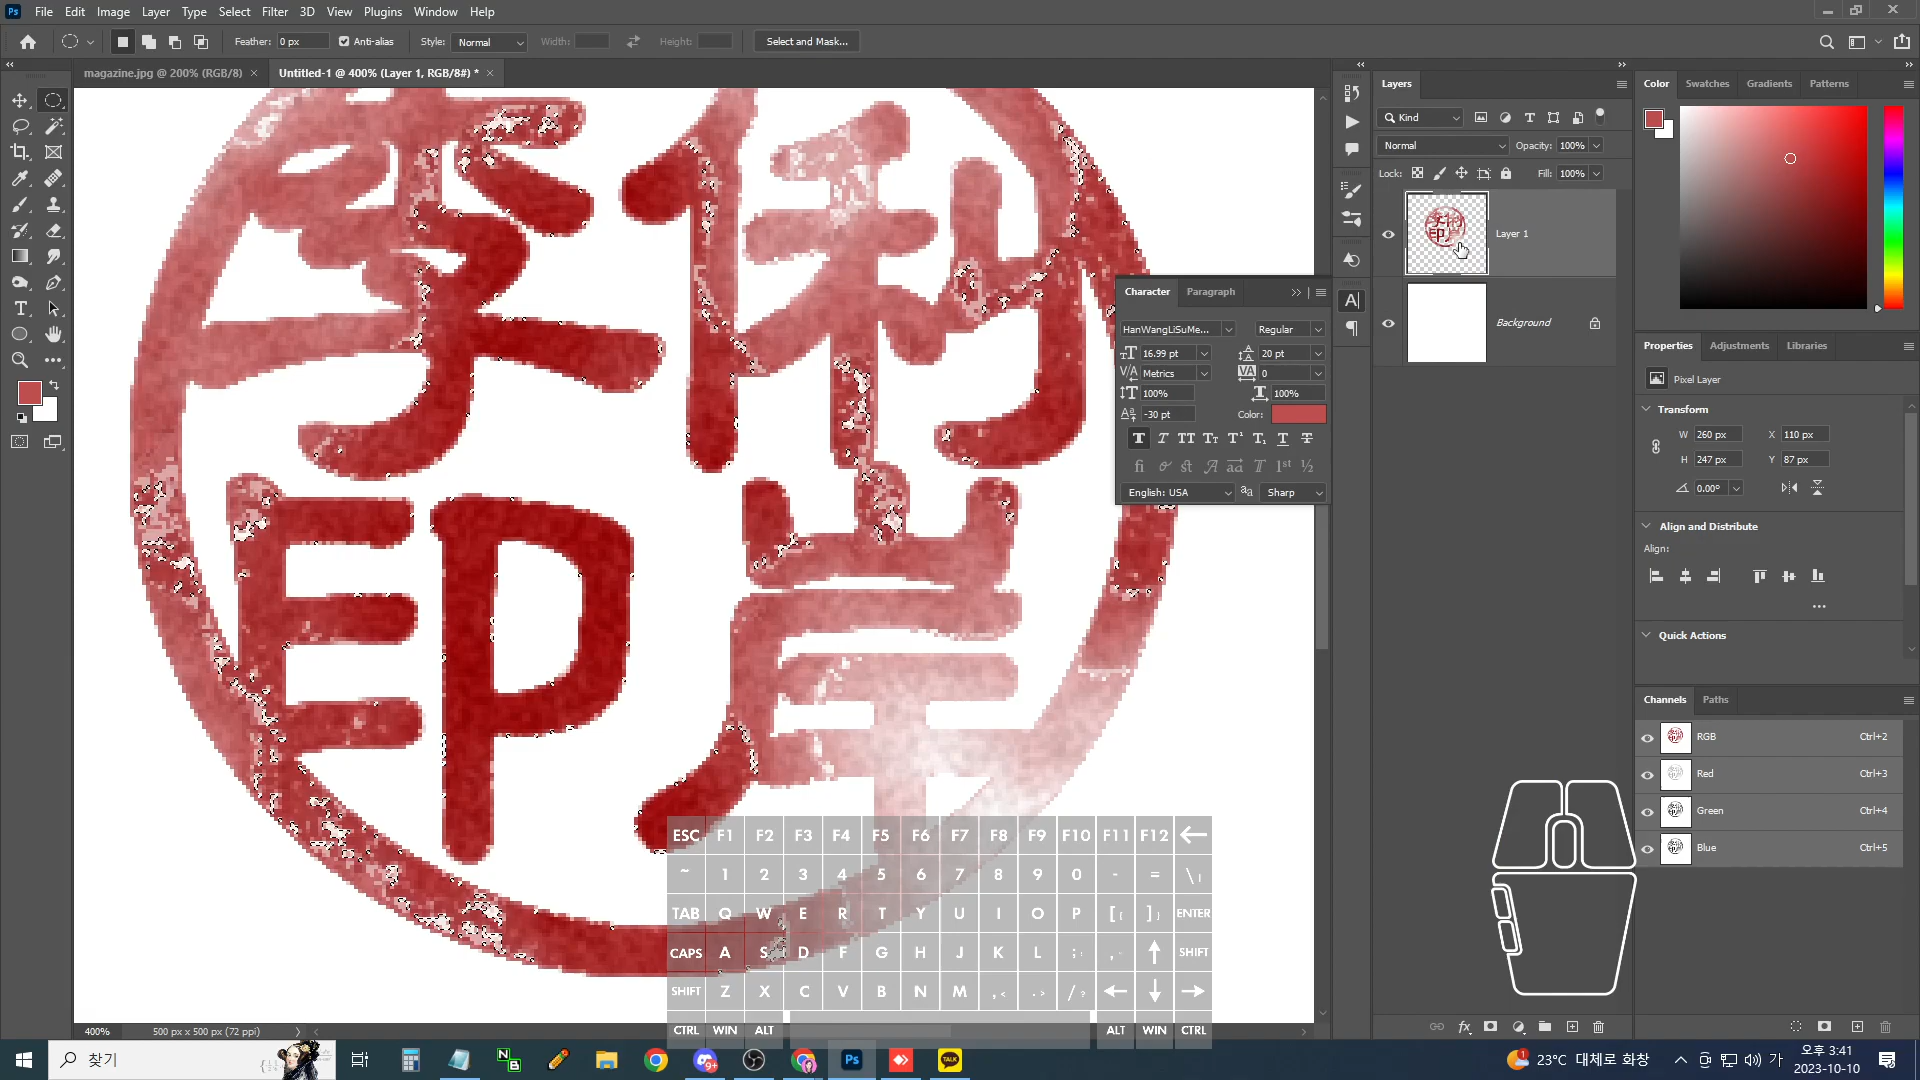 File Edit Image Layer Type Select Filter 3D View Plugins Window Help
Feather: 0 px Anti-alias Style: Normal Width: Height: Select and Mask...
magazine.jpg @ 200% (RGB/8) × Untitled-1 @ 400% (Layer 1, RGB/8#) * ×
印
Character Paragraph
HanWangLiSuMe... Regular
16.99 pt 20 pt
Metrics 0
100% 100%
-30 pt Color:
English: USA Sharp
Layers
Kind
Normal Opacity: 100%
Lock: Fill: 100%
Layer 1
Background
Color Swatches Gradients Patterns
Properties Adjustments Libraries
Pixel Layer
Transform
W 260 px X 110 px
H 247 px Y 87 px
0.00°
Align and Distribute
Align:
Quick Actions
Channels Paths
RGB Ctrl+2
Red Ctrl+3
Green Ctrl+4
Blue Ctrl+5
ESC F1 F2 F3 F4 F5 F6 F7 F8 F9 F10 F11 F12 ←
~ 1 2 3 4 5 6 7 8 9 0 - = \|
TAB Q W E R T Y U I O P [{ ]} ENTER
CAPS A S D F G H J K L ; , ↑ SHIFT
SHIFT Z X C V B N M ,< .> /? ← ↓ →
CTRL WIN ALT ALT WIN CTRL
400% 500 px x 500 px (72 ppi)
찾기
23°C 대체로 화창
가
오후 3:41
2023-10-10